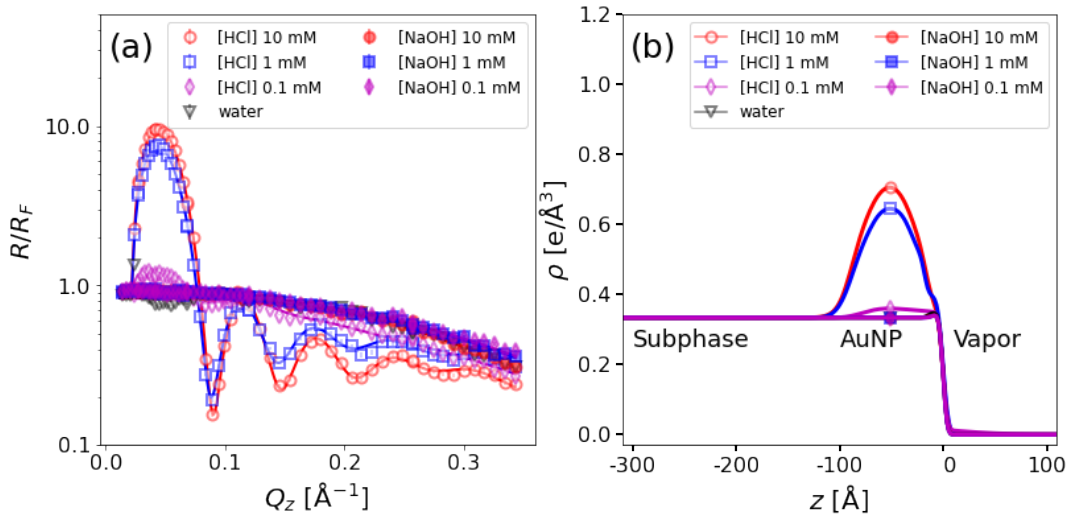 (a)
[HCl] 10 mM
[HCl] 1 mM
[HCl] 0.1 mM
water
[NaOH] 10 mM
[NaOH] 1 mM
[NaOH] 0.1 mM
10.0
1.0
0.1
R/R_F
0.0 0.1 0.2 0.3
Q_z [Å⁻¹]
(b)
[HCl] 10 mM
[HCl] 1 mM
[HCl] 0.1 mM
water
[NaOH] 10 mM
[NaOH] 1 mM
[NaOH] 0.1 mM
1.2
1.0
0.8
0.6
0.4
0.2
0.0
ρ [e/Å³]
Subphase AuNP Vapor
-300 -200 -100 0 100
z [Å]